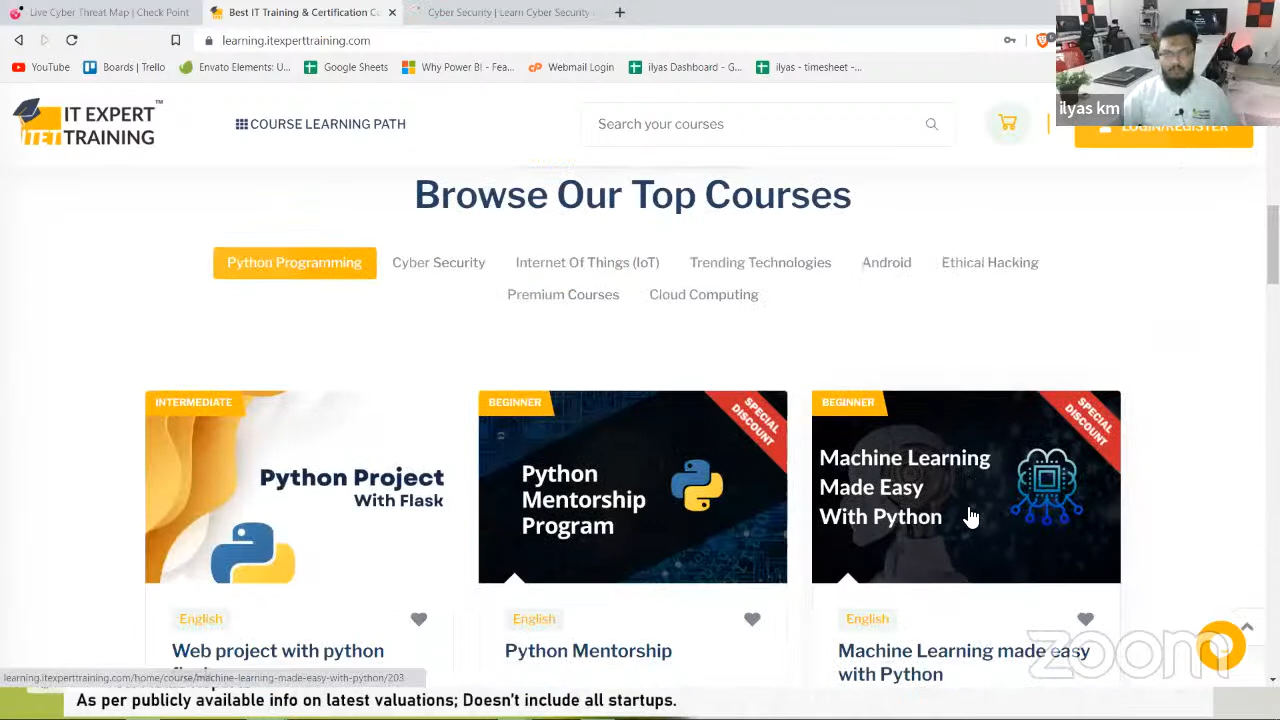 Live Cyber Threat Map | Check Point
Best IT Training & Certification C
Cyber Security | Learn Cyber Security
learning.itexperttraining.c
YouTube
Boards | Trello
Envato Elements: U...
Goo
Why Power BI - Fea...
Webmail Login
ilyas Dashboard - G...
ilyas - timesheet -...
ilyas km
IT EXPERT
ITET TRAINING
TM
COURSE LEARNING PATH
Search your courses
LOGIN/REGISTER
Browse Our Top Courses
Python Programming
Cyber Security
Internet Of Things (IoT)
Trending Technologies
Android
Ethical Hacking
Premium Courses
Cloud Computing
INTERMEDIATE
Python Project
With Flask
BEGINNER
SPECIAL
DISCOUNT
Python
Mentorship
Program
BEGINNER
SPECIAL
DISCOUNT
Machine Learning
Made Easy
With Python
English
Web project with python
English
Python Mentorship
English
Machine Learning made easy
with Python
zoom
learning.itexperttraining.com/home/course/machine-learning-made-easy-with-python/203
As per publicly available info on latest valuations; Doesn't include all startups.